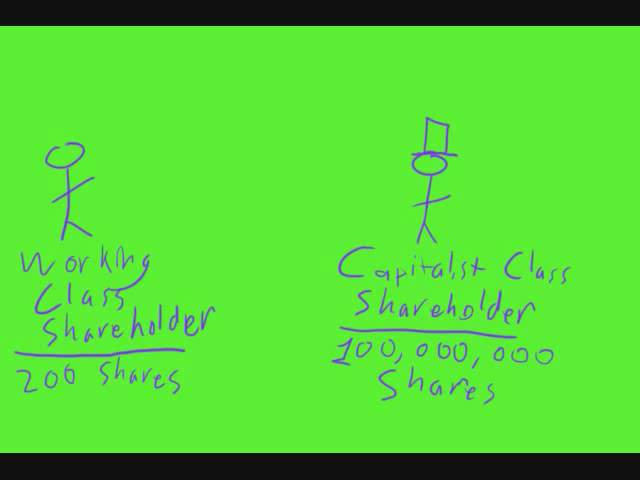 Working
Class
Shareholder
200 shares
Capitalist Class
Shareholder
100,000,000
Shares